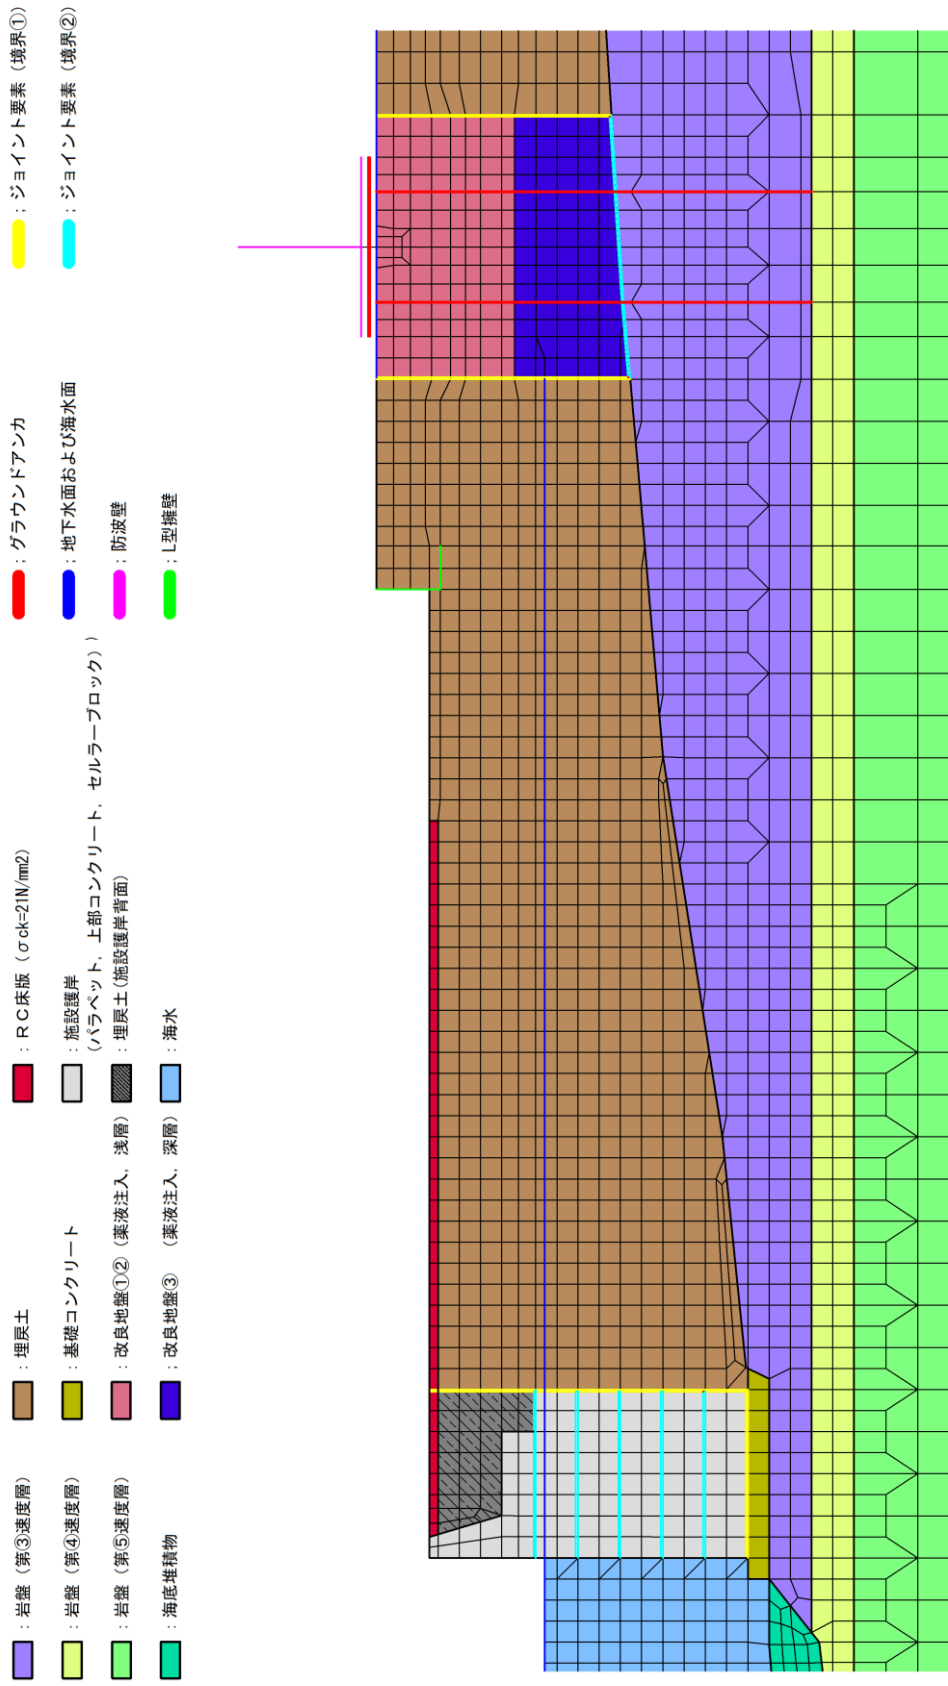 ：岩盤（第③速度層）
：岩盤（第④速度層）
：岩盤（第⑤速度層）
：海底堆積物
：埋戻土
：基礎コンクリート
：改良地盤①②（薬液注入，浅層）
：改良地盤③　（薬液注入，深層）
：ＲＣ床版（σck=21N/mm2）
：施設護岸
（パラペット，上部コンクリート，セルラーブロック）
：埋戻土(施設護岸背面)
：海水
：グラウンドアンカ
：地下水面および海水面
：防波壁
：L型擁壁
：ジョイント要素（境界①）
：ジョイント要素（境界②）